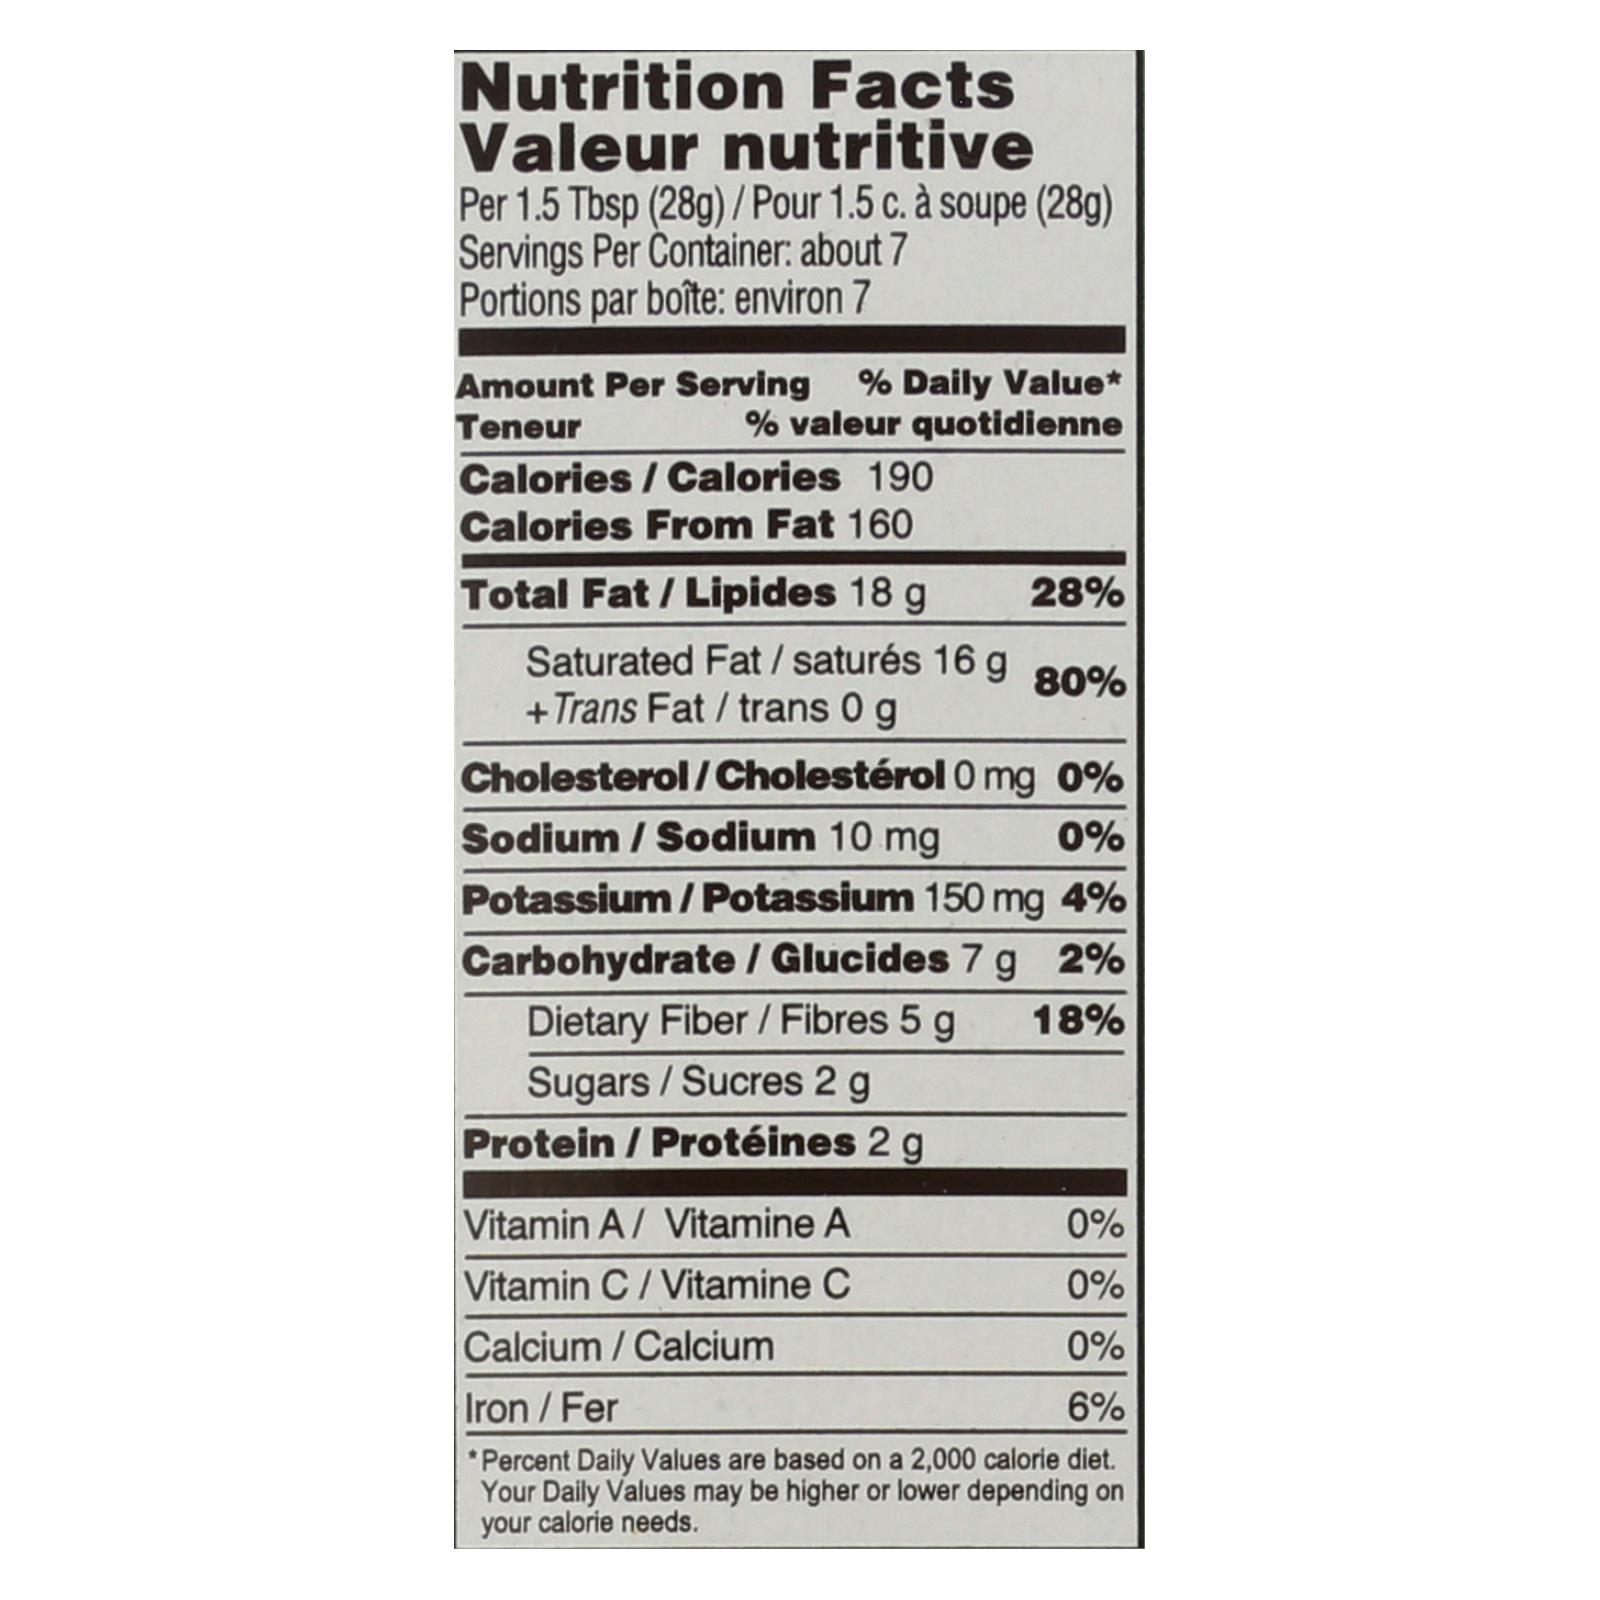 Nutrition Facts
Valeur nutritive
Per 1.5 Tbsp (28g) / Pour 1.5 c. à soupe (28g)
Servings Per Container: about 7
Portions par boîte: environ 7
Amount Per Serving % Daily Value*
Teneur % valeur quotidienne
Calories / Calories 190
Calories From Fat 160
Total Fat / Lipides 18 g 28%
Saturated Fat / saturés 16 g
+Trans Fat / trans 0 g 80%
Cholesterol / Cholestérol 0 mg 0%
Sodium / Sodium 10 mg 0%
Potassium / Potassium 150 mg 4%
Carbohydrate / Glucides 7 g 2%
Dietary Fiber / Fibres 5 g 18%
Sugars / Sucres 2 g
Protein / Protéines 2 g
Vitamin A / Vitamine A 0%
Vitamin C / Vitamine C 0%
Calcium / Calcium 0%
Iron / Fer 6%
*Percent Daily Values are based on a 2,000 calorie diet.
Your Daily Values may be higher or lower depending on
your calorie needs.